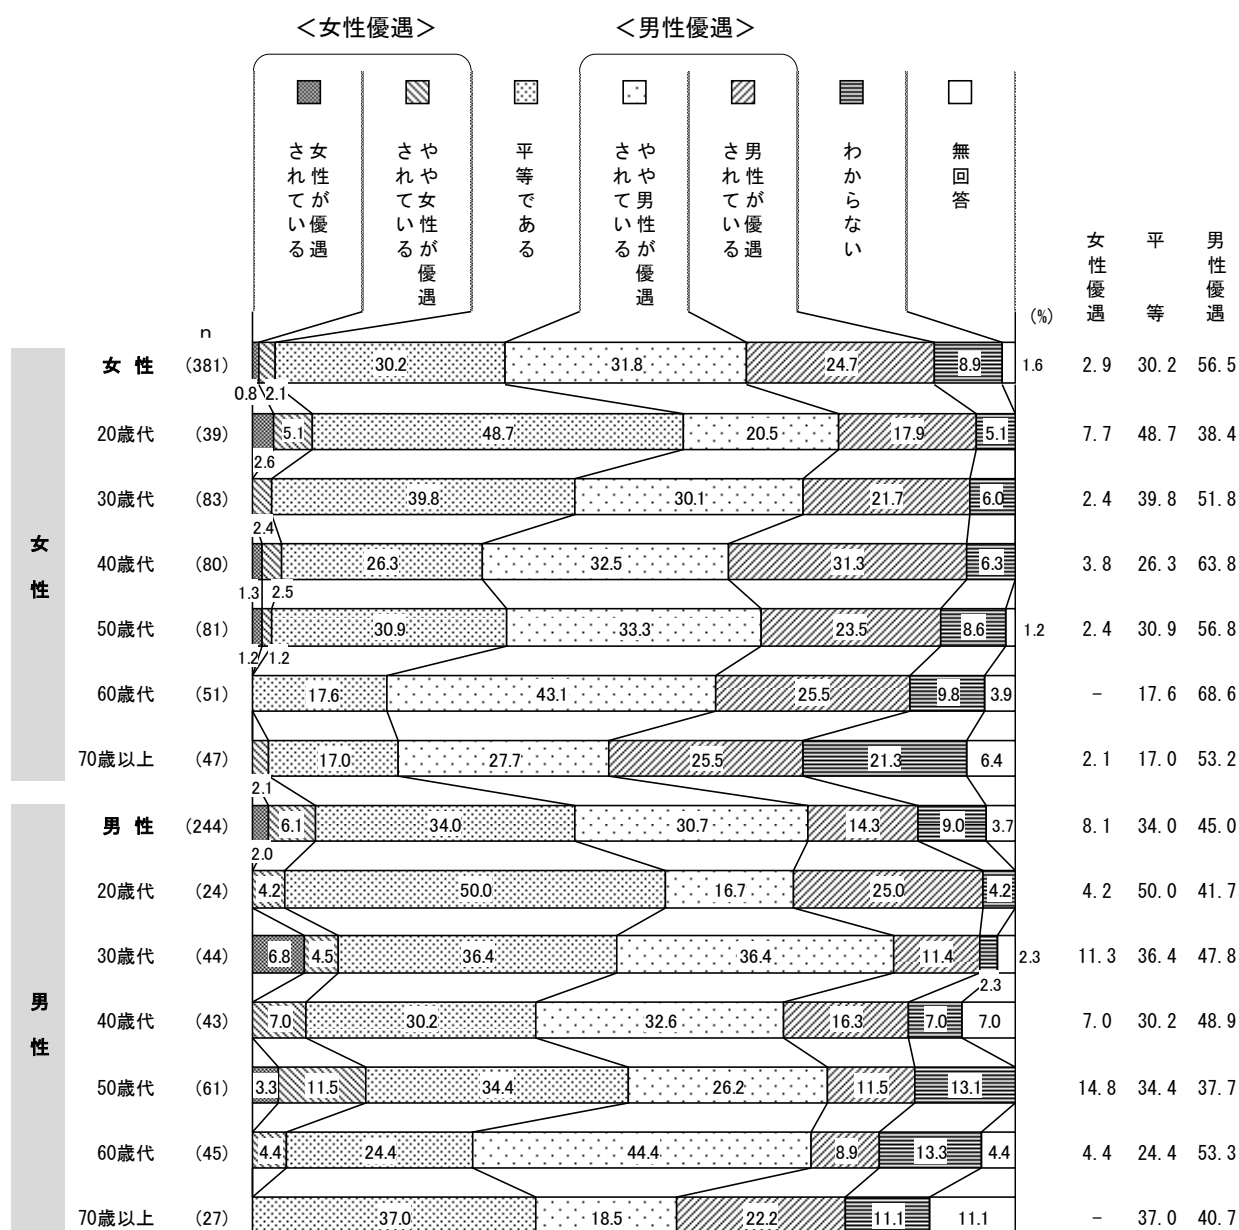 ＜女性優遇＞ ＜男性優遇＞
女性が優遇されている
やや女性が優遇されている
平等である
やや男性が優遇されている
男性が優遇されている
わからない
無回答
女性優遇
平等
男性優遇
n (%)
女性 (381) 30.2 31.8 24.7 8.9 1.6 2.9 30.2 56.5
0.8 2.1
20歳代 (39) 5.1 48.7 20.5 17.9 5.1 7.7 48.7 38.4
2.6
30歳代 (83) 39.8 30.1 21.7 6.0 2.4 39.8 51.8
2.4
40歳代 (80) 26.3 32.5 31.3 6.3 3.8 26.3 63.8
1.3 2.5
50歳代 (81) 30.9 33.3 23.5 8.6 1.2 2.4 30.9 56.8
1.2 1.2
60歳代 (51) 17.6 43.1 25.5 9.8 3.9 － 17.6 68.6
70歳以上 (47) 17.0 27.7 25.5 21.3 6.4 2.1 17.0 53.2
2.1
女性
男性 (244) 6.1 34.0 30.7 14.3 9.0 3.7 8.1 34.0 45.0
2.0
20歳代 (24) 4.2 50.0 16.7 25.0 4.2 4.2 50.0 41.7
30歳代 (44) 6.8 4.5 36.4 36.4 11.4 2.3 11.3 36.4 47.8
2.3
40歳代 (43) 7.0 30.2 32.6 16.3 7.0 7.0 7.0 30.2 48.9
50歳代 (61) 3.3 11.5 34.4 26.2 11.5 13.1 14.8 34.4 37.7
60歳代 (45) 4.4 24.4 44.4 8.9 13.3 4.4 4.4 24.4 53.3
70歳以上 (27) 37.0 18.5 22.2 11.1 11.1 － 37.0 40.7
男性